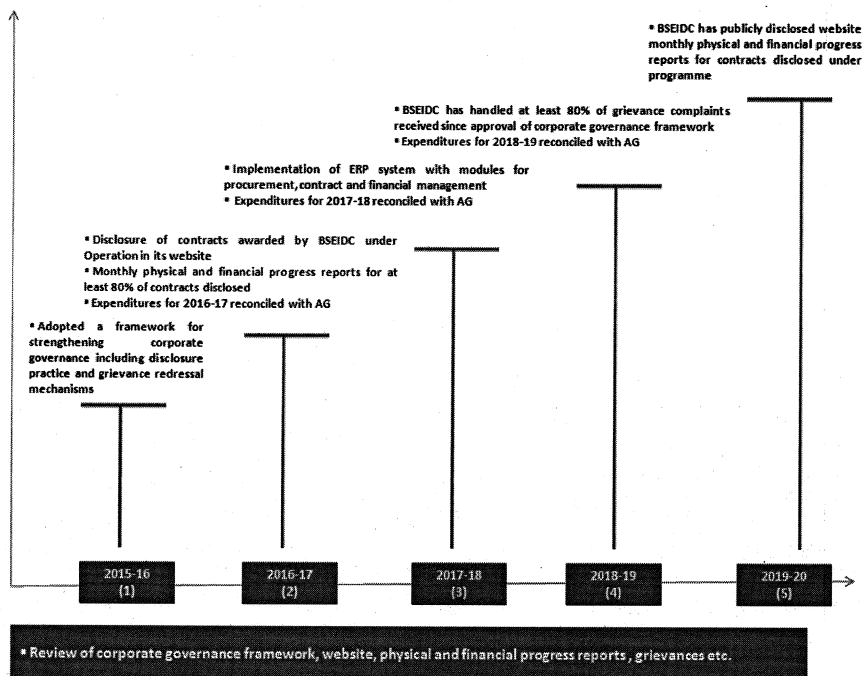 ▪ BSEIDC has publicly disclosed website
monthly physical and financial progress
reports for contracts disclosed under
programme
▪ BSEIDC has handled at least 80% of grievance complaints
received since approval of corporate governance framework
▪ Expenditures for 2018-19 reconciled with AG
▪ Implementation of ERP system with modules for
procurement, contract and financial management
▪ Expenditures for 2017-18 reconciled with AG
▪ Disclosure of contracts awarded by BSEIDC under
Operation in its website
▪ Monthly physical and financial progress reports for at
least 80% of contracts disclosed
▪ Expenditures for 2016-17 reconciled with AG
▪ Adopted a framework for
strengthening corporate
governance including disclosure
practice and grievance redressal
mechanisms
2015-16
(1)
2016-17
(2)
2017-18
(3)
2018-19
(4)
2019-20
(5)
▪ Review of corporate governance framework, website, physical and financial progress reports , grievances etc.